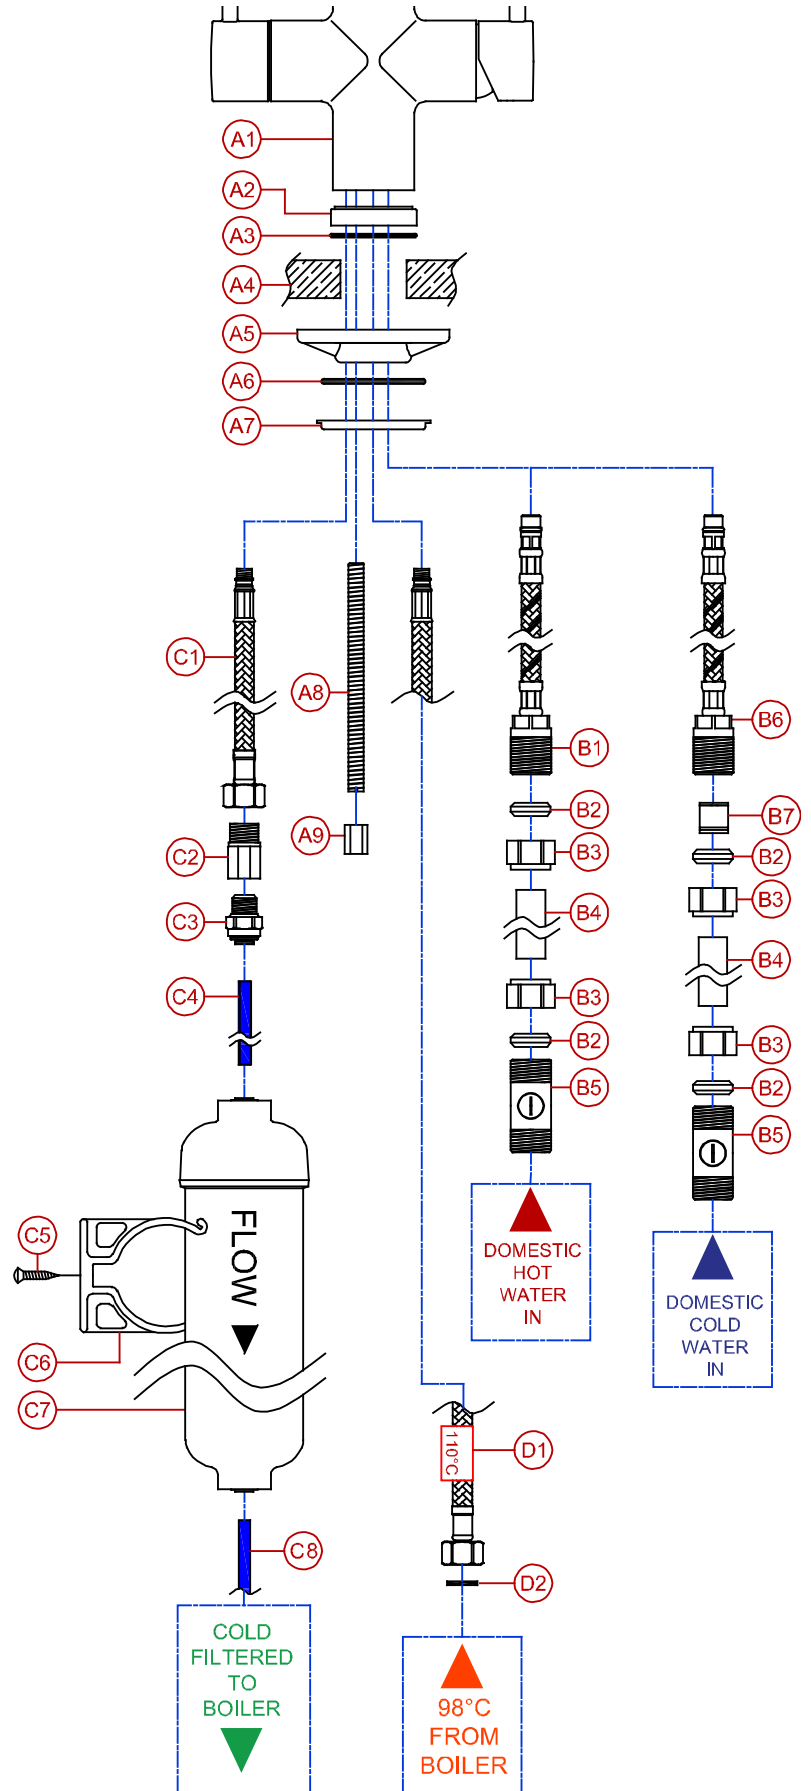 A1
A2
A3
A4
A5
A6
A7
C1
A8
B6
B1
B2
B7
A9
C2
B3
B2
B3
C3
B4
B4
C4
B3
B2
B3
B5
B2
B5
FLOW
C5
DOMESTIC
HOT
WATER
IN
DOMESTIC
COLD
WATER
IN
C6
C7
110°C
D1
C8
D2
COLD
FILTERED
TO
BOILER
98°C
FROM
BOILER